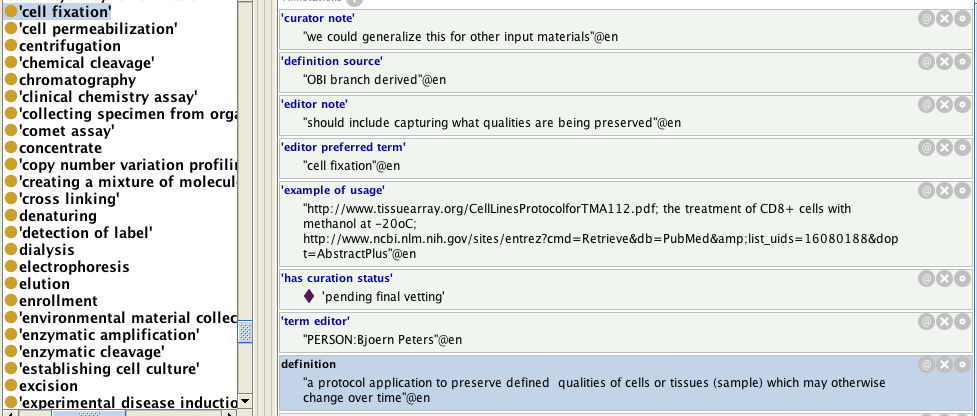 'cell fixation'
'cell permeabilization'
centrifugation
'chemical cleavage'
chromatography
'clinical chemistry assay'
'collecting specimen from orga
'comet assay'
concentrate
'copy number variation profilin
'creating a mixture of molecul
'cross linking'
denaturing
'detection of label'
dialysis
electrophoresis
elution
enrollment
'environmental material collec
'enzymatic amplification'
'enzymatic cleavage'
'establishing cell culture'
excision
'experimental disease inductio
'curator note'
"we could generalize this for other input materials"@en
'definition source'
"OBI branch derived"@en
'editor note'
"should include capturing what qualities are being preserved"@en
'editor preferred term'
"cell fixation"@en
'example of usage'
"http://www.tissuearray.org/CellLinesProtocolforTMA112.pdf; the treatment of CD8+ cells with
methanol at -20oC;
http://www.ncbi.nlm.nih.gov/sites/entrez?cmd=Retrieve&db=PubMed&amp;list_uids=16080188&dop
t=AbstractPlus"@en
'has curation status'
'pending final vetting'
'term editor'
"PERSON:Bjoern Peters"@en
definition
"a protocol application to preserve defined  qualities of cells or tissues (sample) which may otherwise
change over time"@en